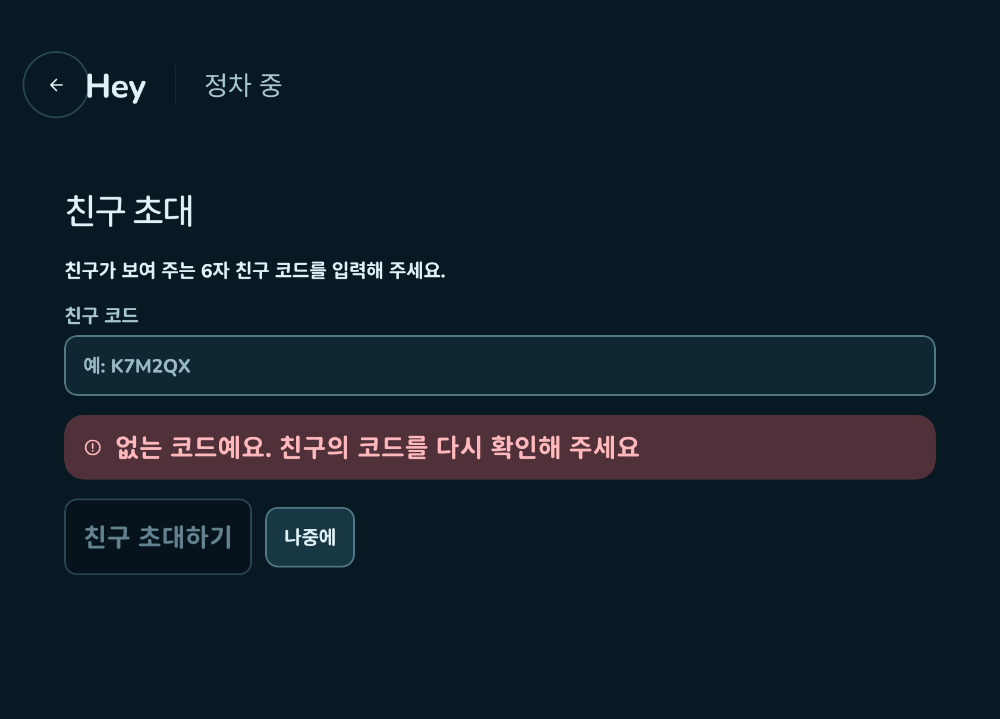 Hey
정차 중
친구 초대
친구가 보여 주는 6자 친구 코드를 입력해 주세요.
친구 코드
예: K7M2QX
없는 코드예요. 친구의 코드를 다시 확인해 주세요
친구 초대하기
나중에